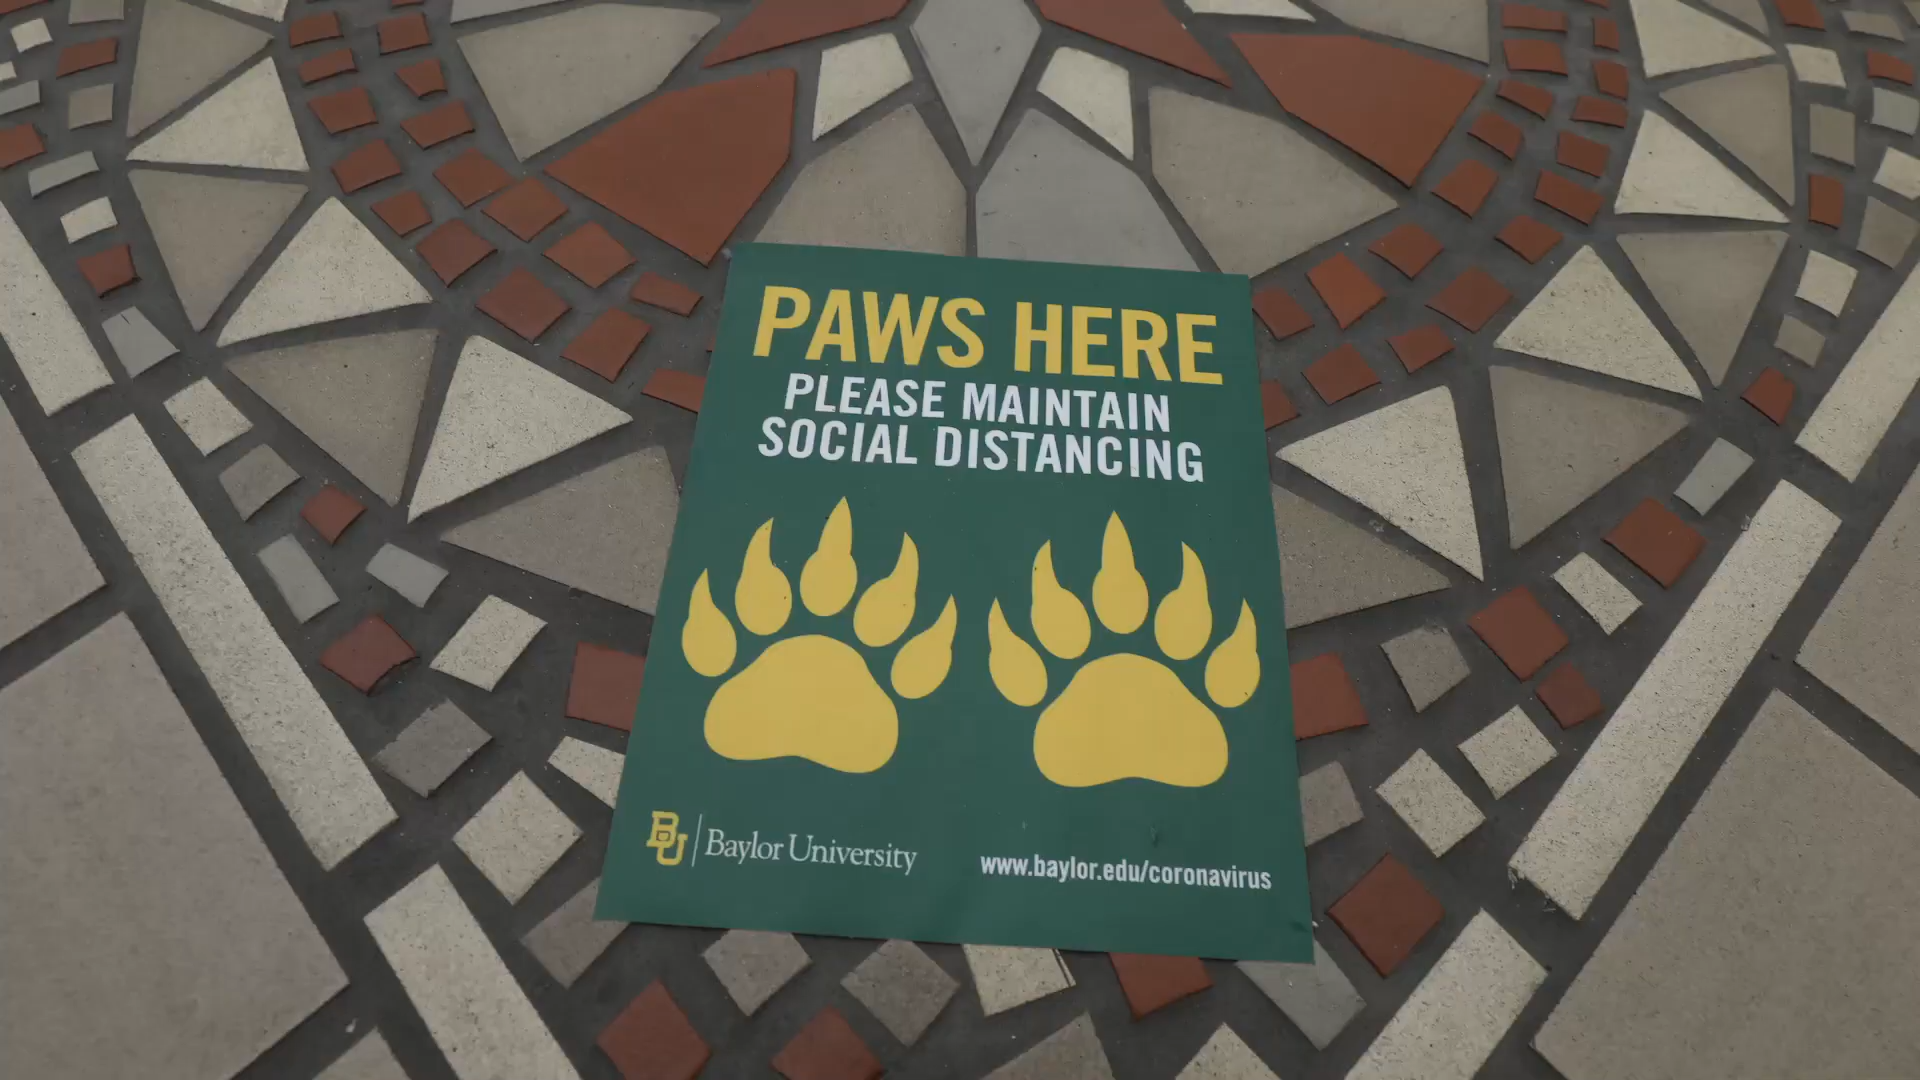 PAWS HERE
PLEASE MAINTAIN
SOCIAL DISTANCING
BU | Baylor University
www.baylor.edu/coronavirus